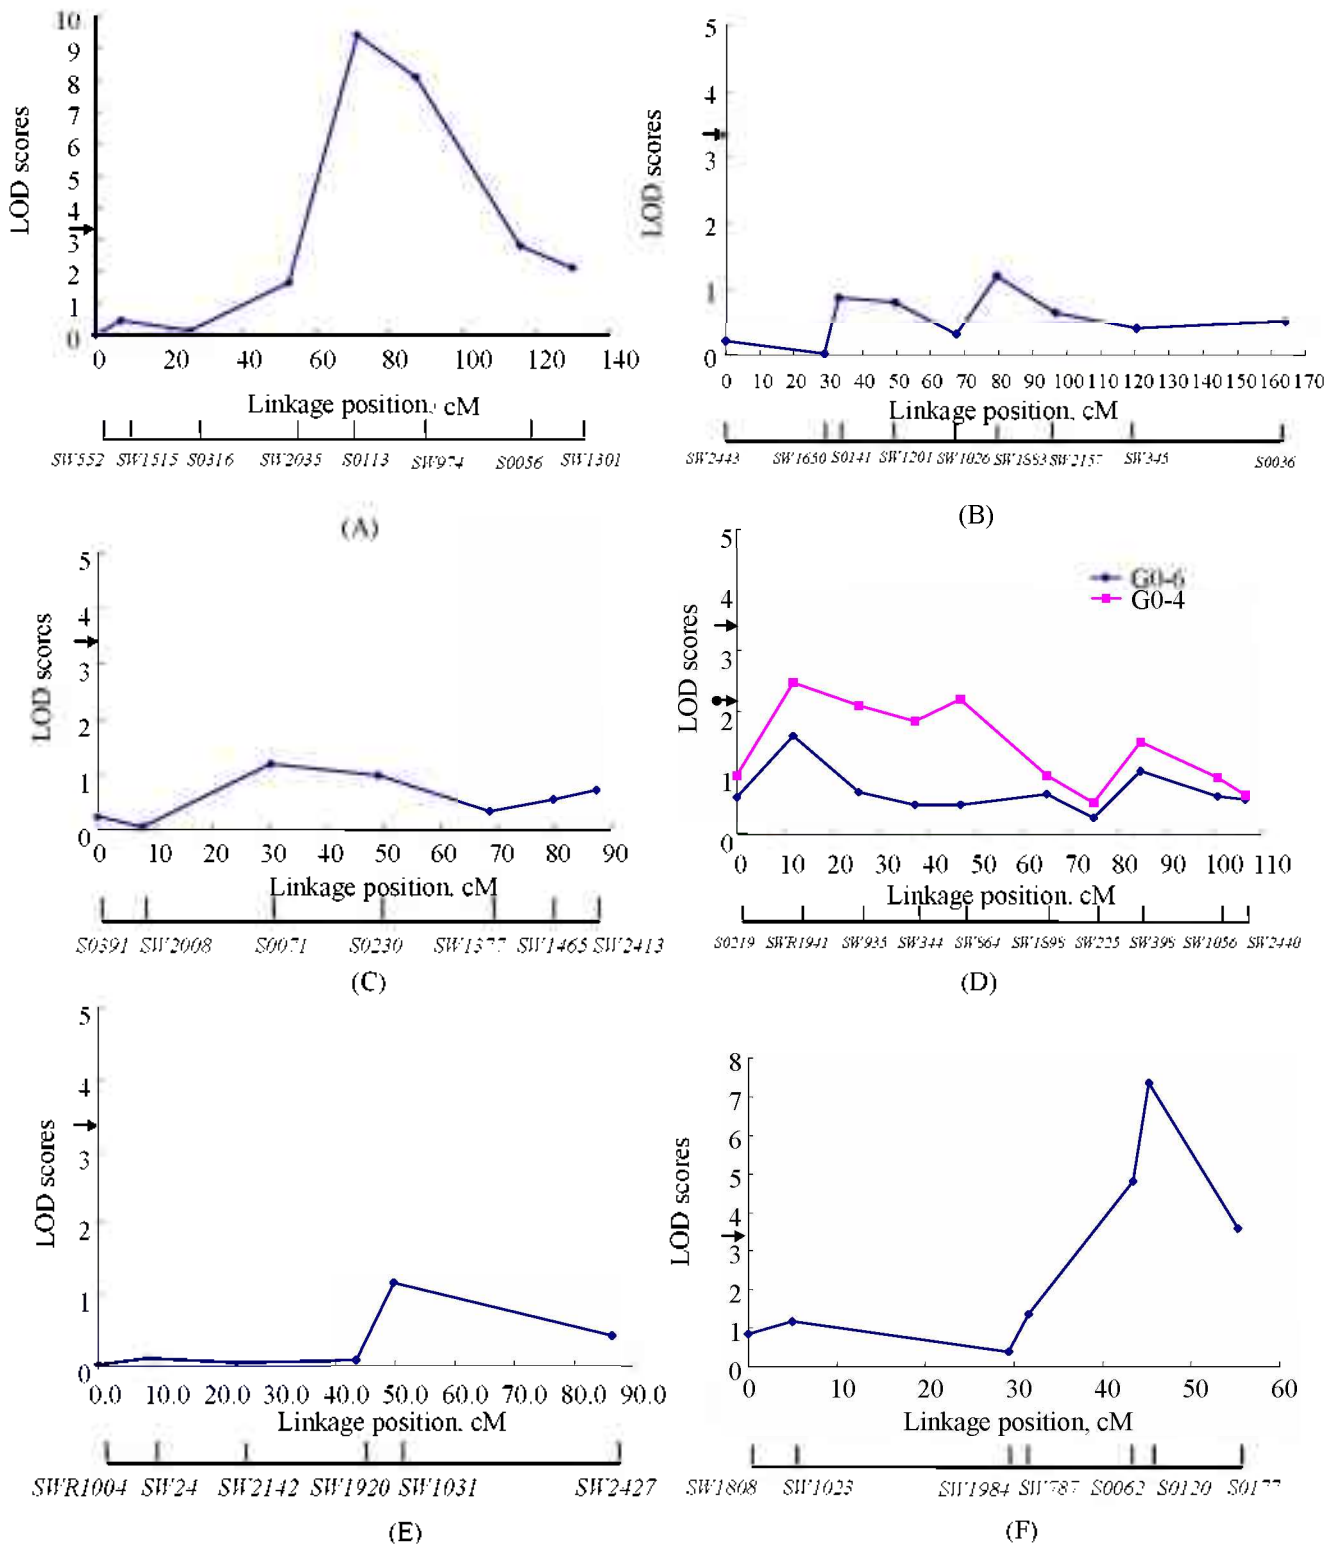 10
9
8
7
6
5
4
3
2
1
0
LOD scores
0 20 40 60 80 100 120 140
Linkage position, cM
SW552 SW1515 S0316 SW2035 S0113 SW974 S0056 SW1301
(A)
5
4
3
2
1
0
LOD scores
0 10 20 30 40 50 60 70 80 90 100 110 120 130 140 150 160 170
Linkage position, cM
SW2443 SW1650 S0141 SW1201 SW1026 SW1883 SW2157 SW345 S0036
(B)
5
4
3
2
1
0
LOD scores
0 10 20 30 40 50 60 70 80 90
Linkage position, cM
S0391 SW2008 S0071 S0230 SW1377 SW1465 SW2413
(C)
5
4
3
2
1
0
LOD scores
G0-6
G0-4
0 10 20 30 40 50 60 70 80 90 100 110
Linkage position, cM
S0219 SWR1941 SW935 SW344 SW864 SW1898 SW225 SW398 SW1856 SW2440
(D)
5
4
3
2
1
0
LOD scores
0.0 10.0 20.0 30.0 40.0 50.0 60.0 70.0 80.0 90.0
Linkage position, cM
SWR1004 SW24 SW2142 SW1920 SW1031 SW2427
(E)
8
7
6
5
4
3
2
1
0
LOD scores
0 10 20 30 40 50 60
Linkage position, cM
SW1808 SW1023 SW1984 SW787 S0062 S0120 S0177
(F)